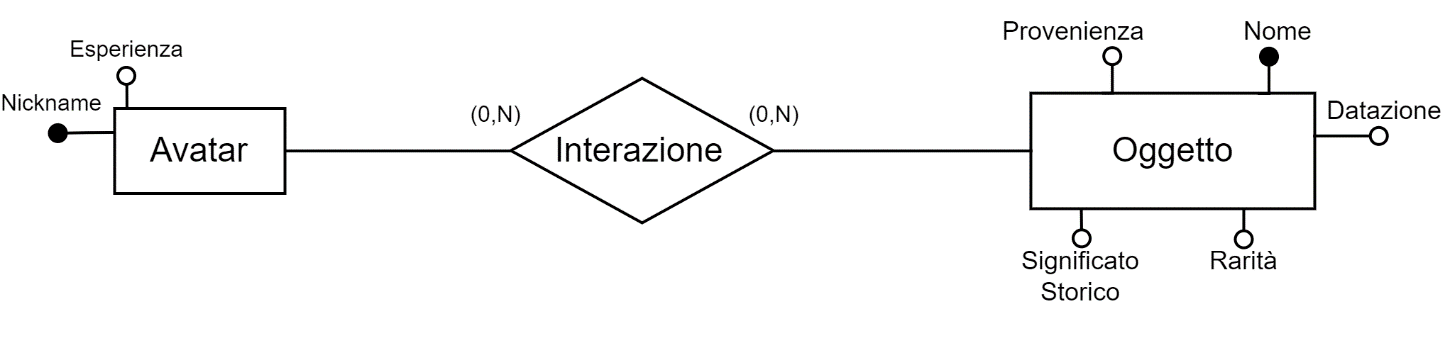 Provenienza
Nome
Esperienza
Nickname
(0,N)
(0,N)
Datazione
Avatar
Interazione
Oggetto
Significato
Storico
Rarità